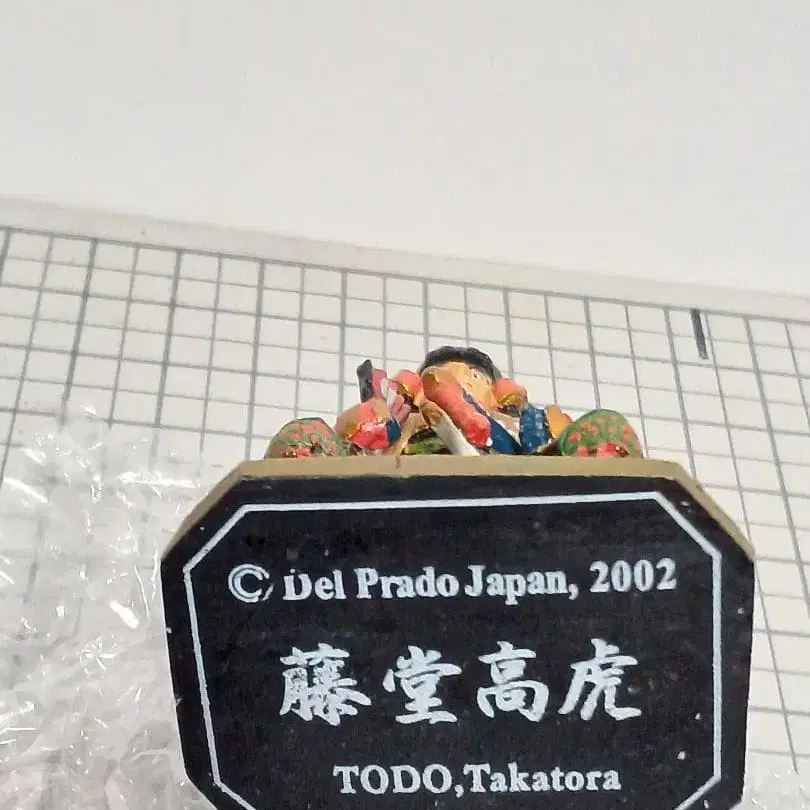 © Del Prado Japan, 2002
藤堂高虎
TODO,Takatora